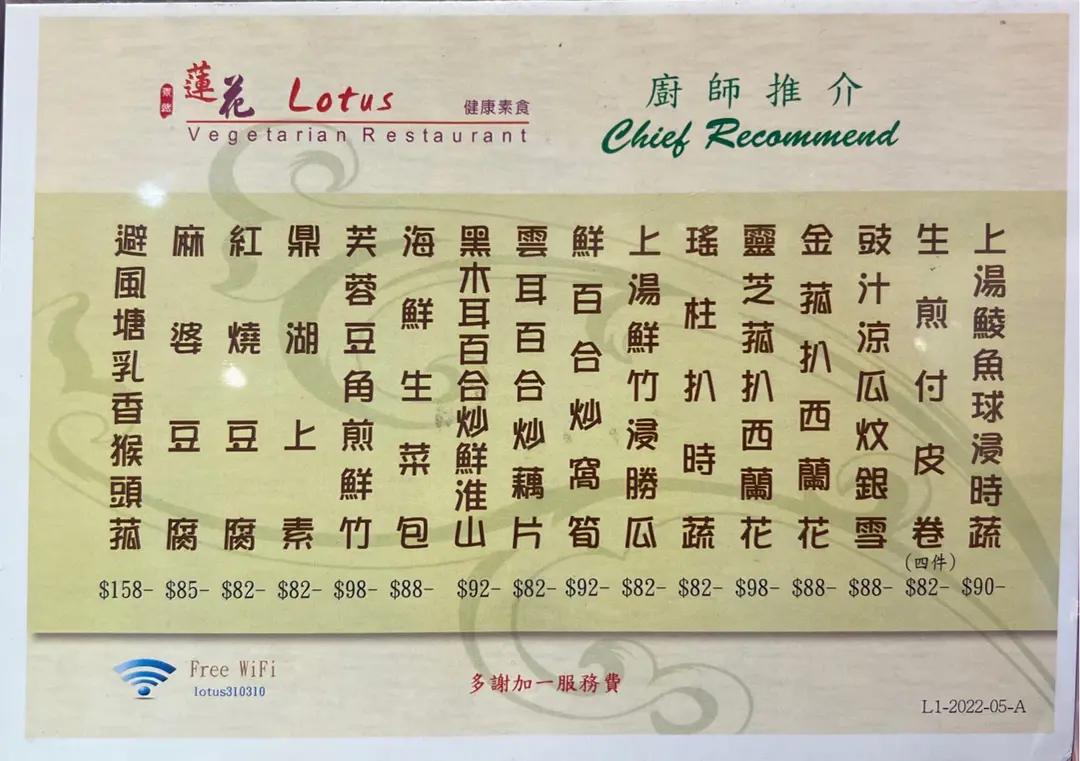 蓮花 Lotus 健康素食
Vegetarian Restaurant
廚師推介
Chief Recommend
上湯鯪魚球浸時蔬 $90-
生煎付皮卷 (四件) $82-
豉汁涼瓜炆銀雪 $88-
金菰扒西蘭花 $88-
靈芝菰扒西蘭花 $98-
瑤柱扒時蔬 $82-
上湯鮮竹浸勝瓜 $82-
鮮百合炒窩筍 $92-
雲耳百合炒藕片 $82-
黑木耳百合炒鮮淮山 $92-
海鮮生菜包 $88-
芙蓉豆角煎鮮竹 $98-
鼎湖上素 $82-
紅燒豆腐 $82-
麻婆豆腐 $85-
避風塘乳香猴頭菰 $158-
Free WiFi
lotus310310
多謝加一服務費
L1-2022-05-A